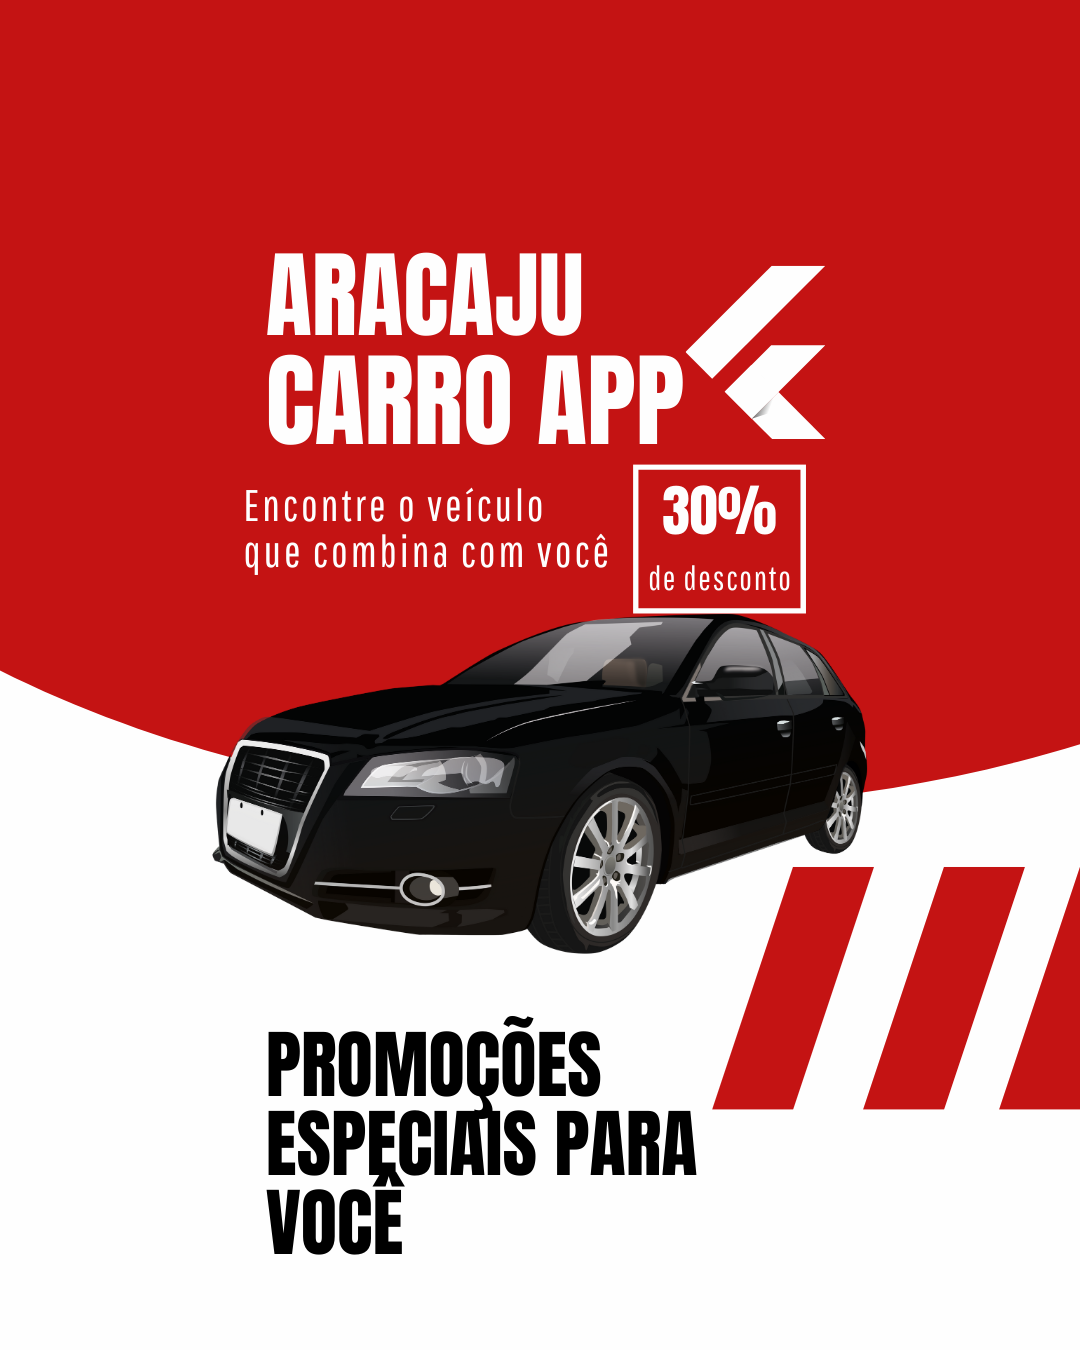 ARACAJU
CARRO APP
Encontre o veículo
que combina com você
30%
de desconto
PROMOÇÕES
ESPECIAIS PARA
VOCÊ